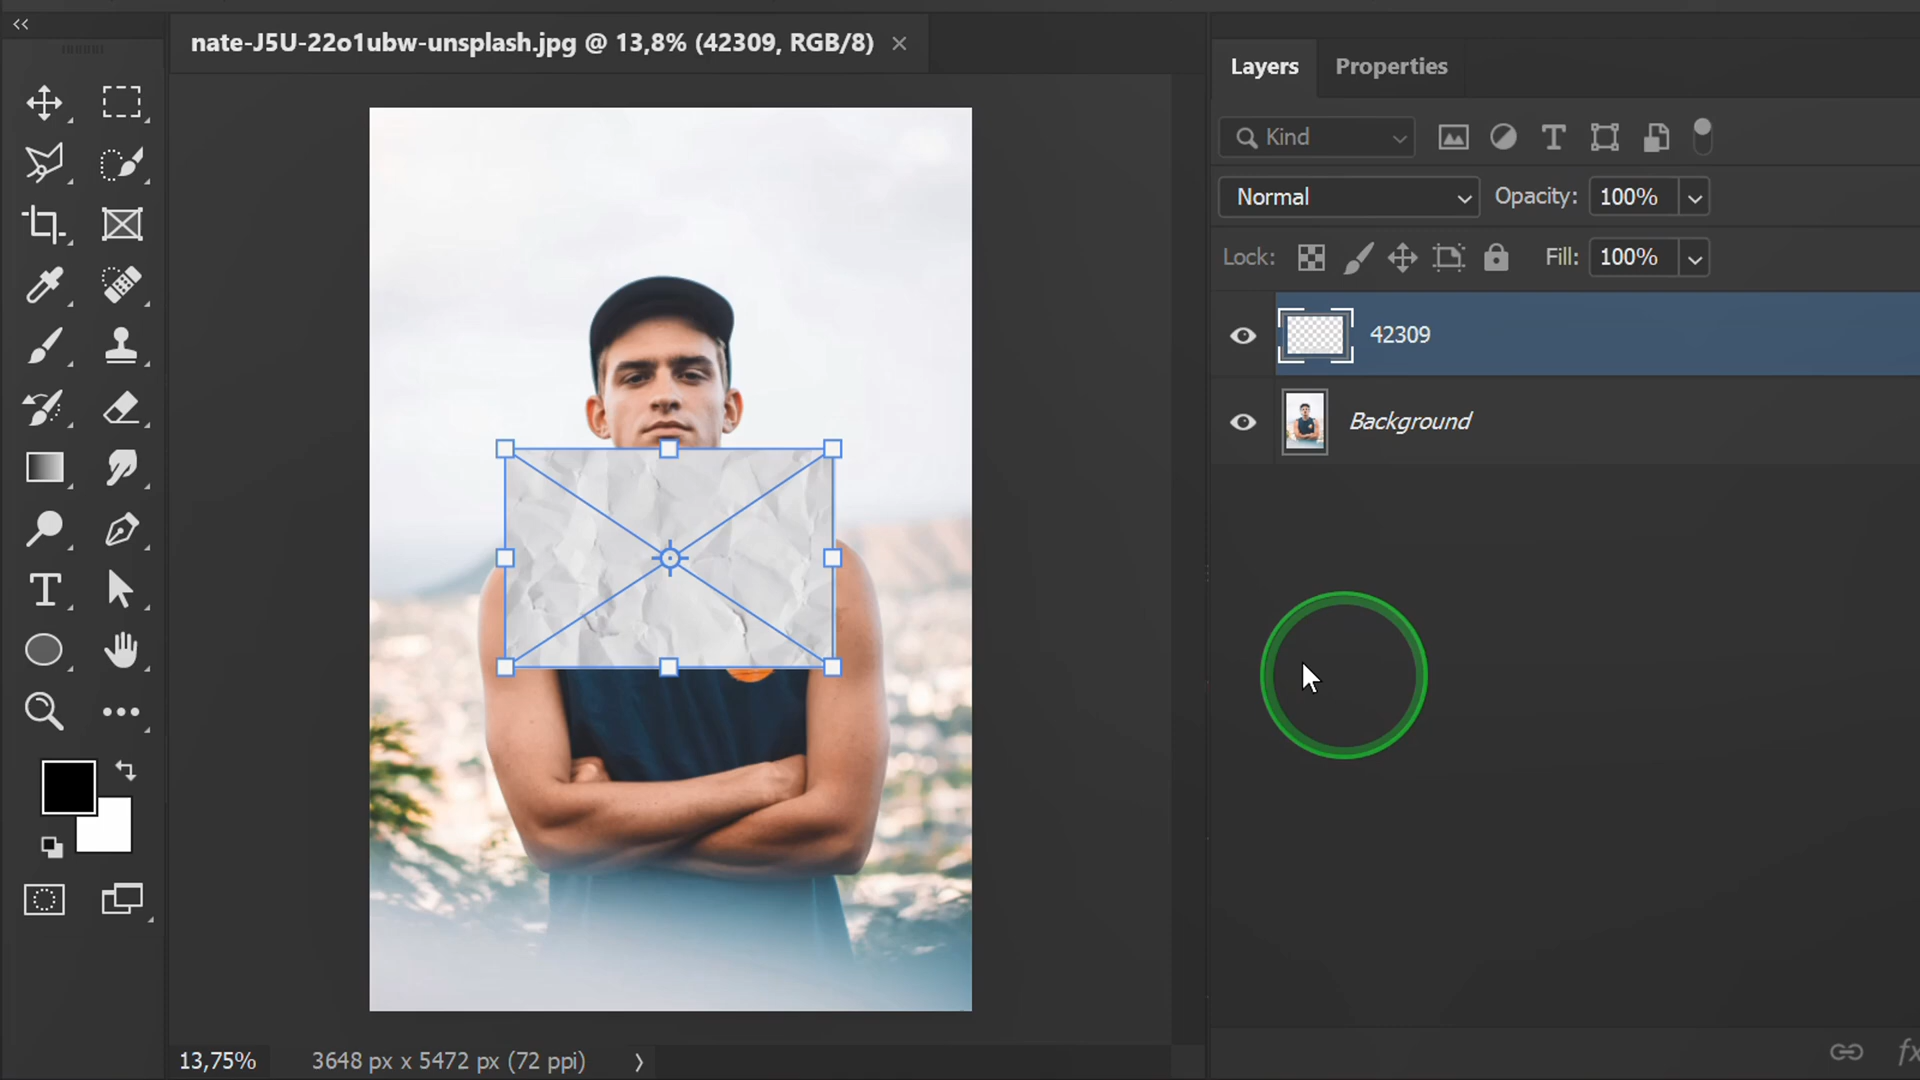 nate-J5U-22o1ubw-unsplash.jpg @ 13,8% (42309, RGB/8)
Layers
Properties
Kind
Normal
Opacity: 100%
Lock:
Fill: 100%
42309
Background
13,75%
3648 px x 5472 px (72 ppi)
fx